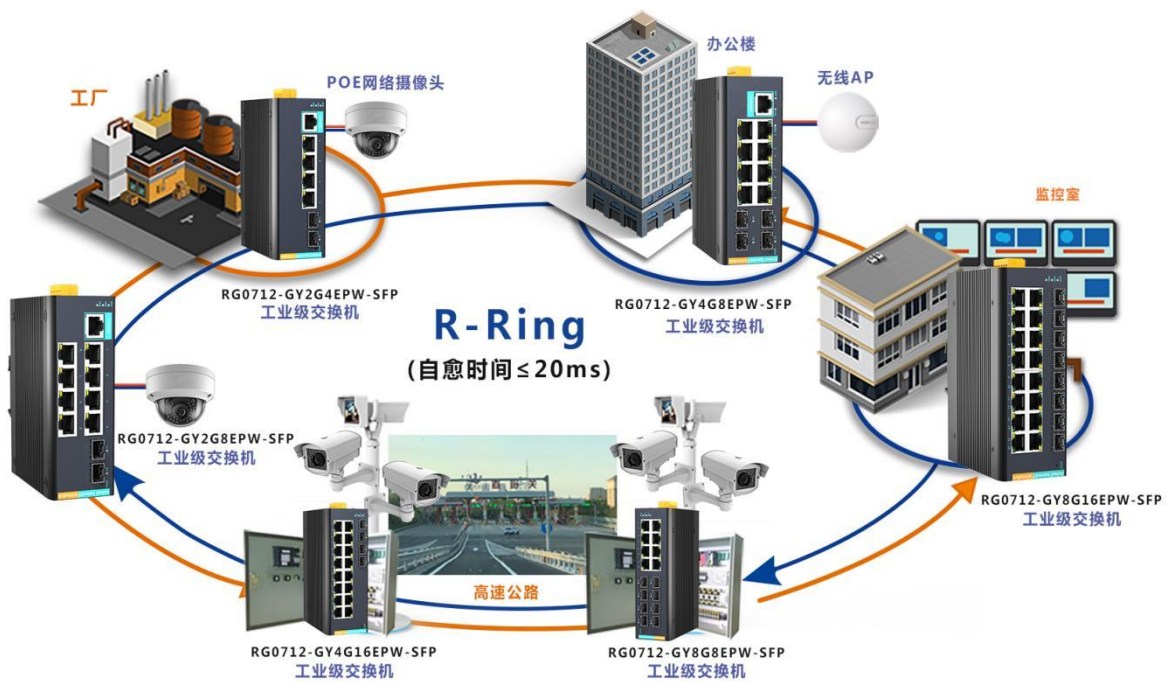 办公楼
POE网络摄像头
无线AP
工厂
监控室
RG0712-GY2G4EPW-SFP
工业级交换机
RG0712-GY4G8EPW-SFP
工业级交换机
R-Ring
(自愈时间≤20ms)
RG0712-GY2G8EPW-SFP
工业级交换机
RG0712-GY8G16EPW-SFP
工业级交换机
高速公路
RG0712-GY4G16EPW-SFP
工业级交换机
RG0712-GY8G8EPW-SFP
工业级交换机